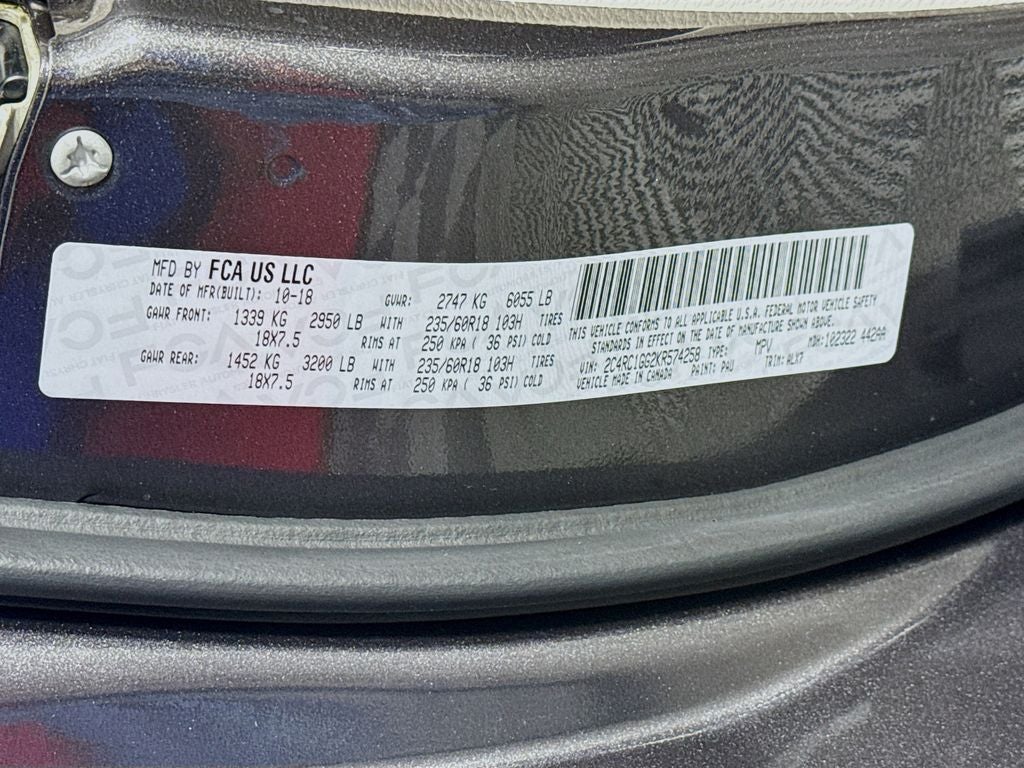 MFD BY FCA US LLC
DATE OF MFR(BUILT): 10-18 GVWR: 2747 KG 6055 LB
GAWR FRONT: 1339 KG 2950 LB WITH 235/60R18 103H TIRES
18X7.5 RIMS AT 250 KPA ( 36 PSI) COLD
GAWR REAR: 1452 KG 3200 LB WITH 235/60R18 103H TIRES
18X7.5 RIMS AT 250 KPA ( 36 PSI) COLD
THIS VEHICLE CONFORMS TO ALL APPLICABLE U.S.A. FEDERAL MOTOR VEHICLE SAFETY
STANDARDS IN EFFECT ON THE DATE OF MANUFACTURE SHOWN ABOVE.
VIN: 2C4RC1GG2KR574258 TYPE: MPV MDH: 102322 442AA
VEHICLE MADE IN CANADA PAINT: PAU TRIM: ALX7